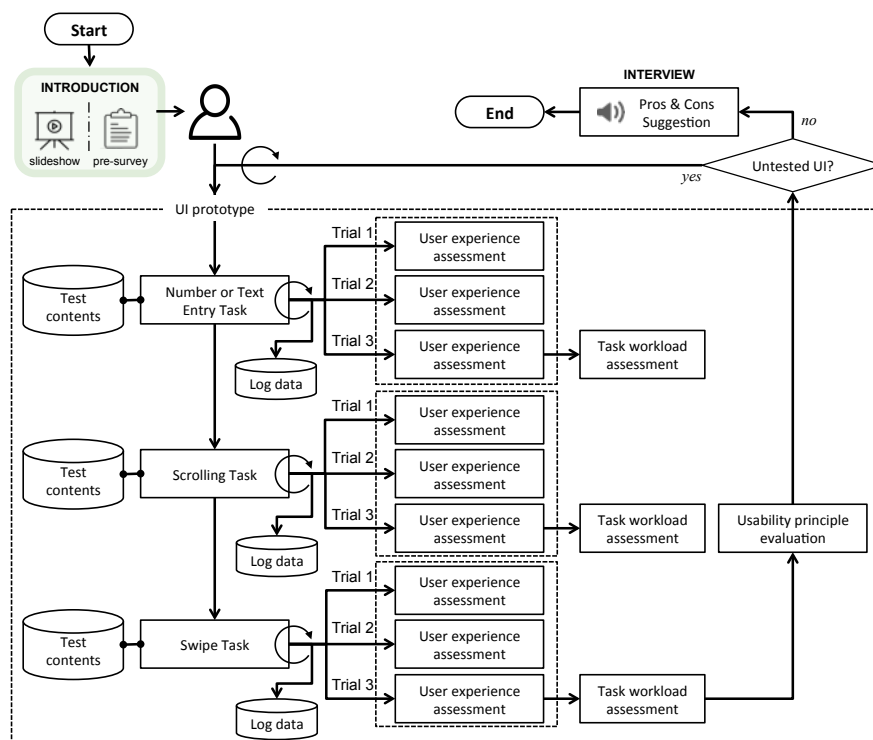 Start
INTRODUCTION
slideshow
pre-survey
INTERVIEW
Pros & Cons
Suggestion
End
no
Untested UI?
yes
UI prototype
Test
contents
Number or Text
Entry Task
Trial 1
Trial 2
Trial 3
User experience
assessment
User experience
assessment
User experience
assessment
Task workload
assessment
Log data
Test
contents
Scrolling Task
Trial 1
Trial 2
Trial 3
User experience
assessment
User experience
assessment
User experience
assessment
Task workload
assessment
Usability principle
evaluation
Log data
Test
contents
Swipe Task
Trial 1
Trial 2
Trial 3
User experience
assessment
User experience
assessment
User experience
assessment
Task workload
assessment
Log data